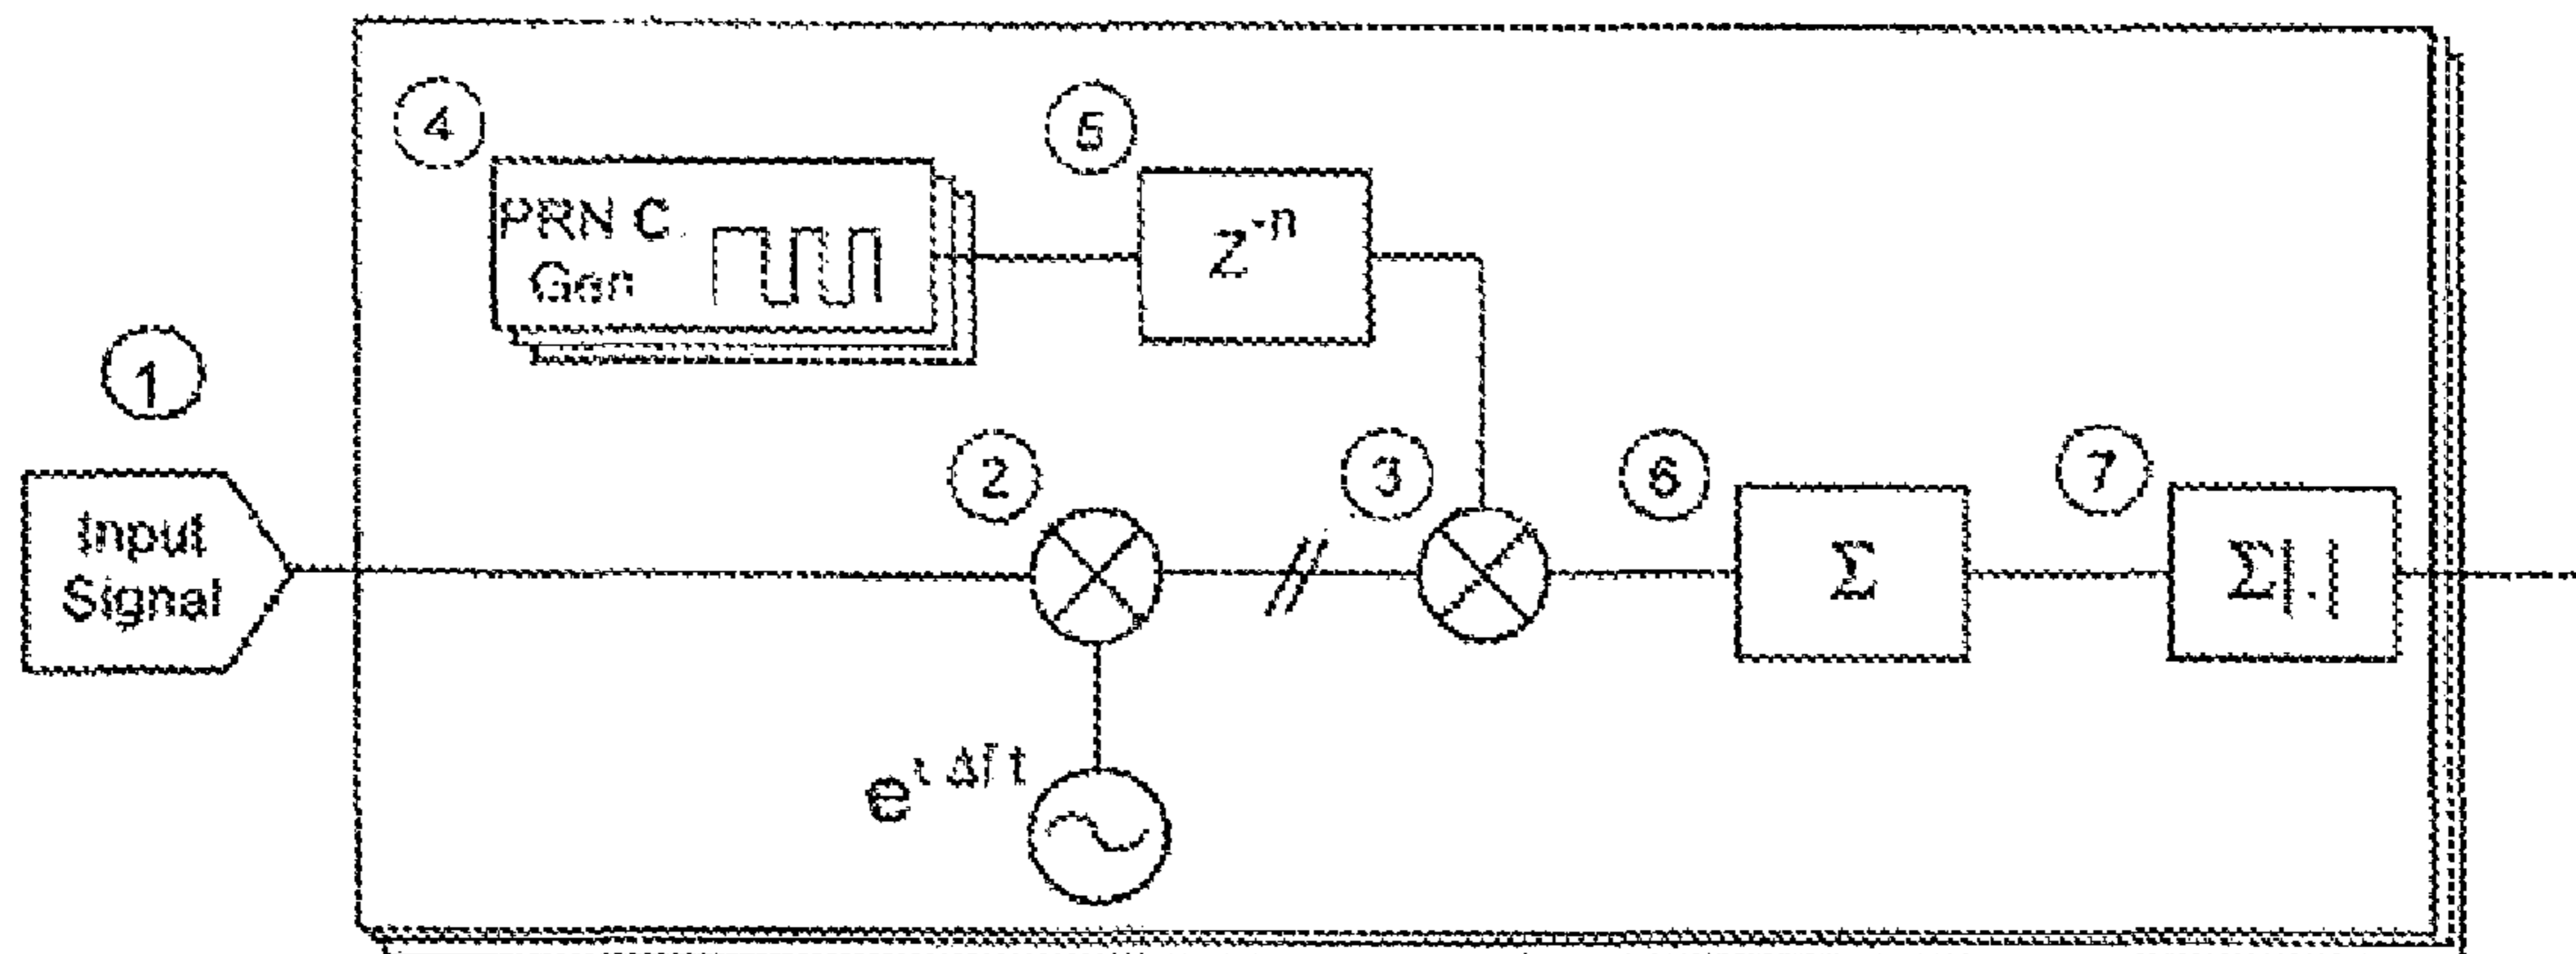 4
5
PRN C
Gen
Z⁻ⁿ
1
Input
Signal
2
3
6
7
Σ
Σ|.|
e^{i Δf t}